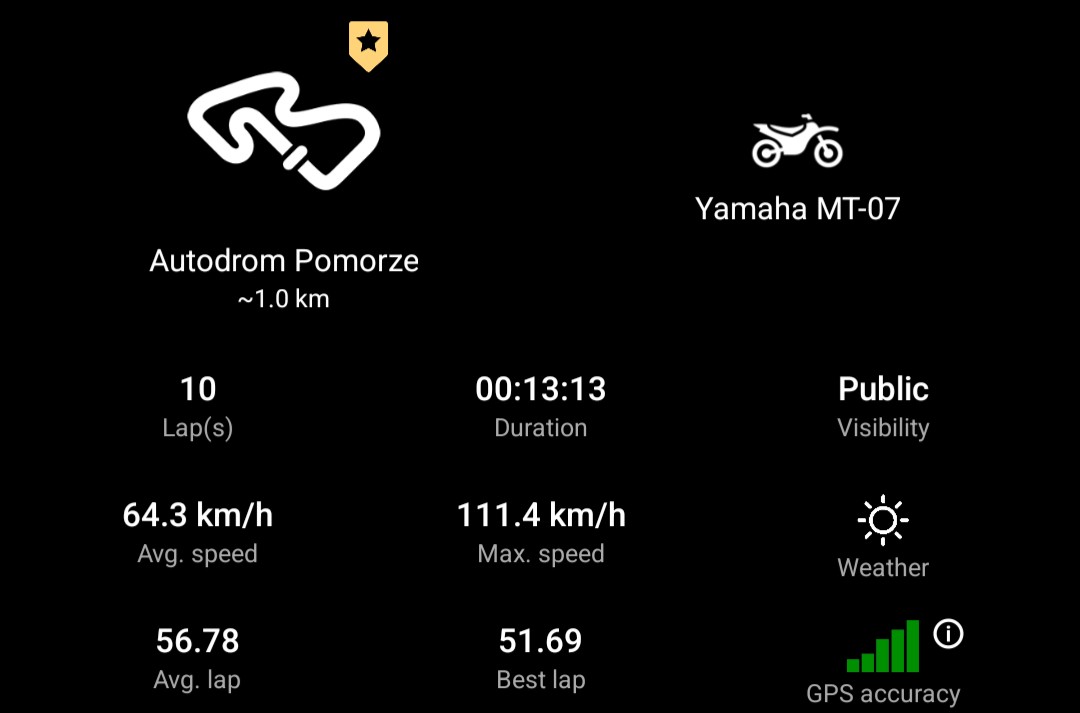 Autodrom Pomorze
~1.0 km
Yamaha MT-07
10
Lap(s)
00:13:13
Duration
Public
Visibility
64.3 km/h
Avg. speed
111.4 km/h
Max. speed
Weather
56.78
Avg. lap
51.69
Best lap
GPS accuracy